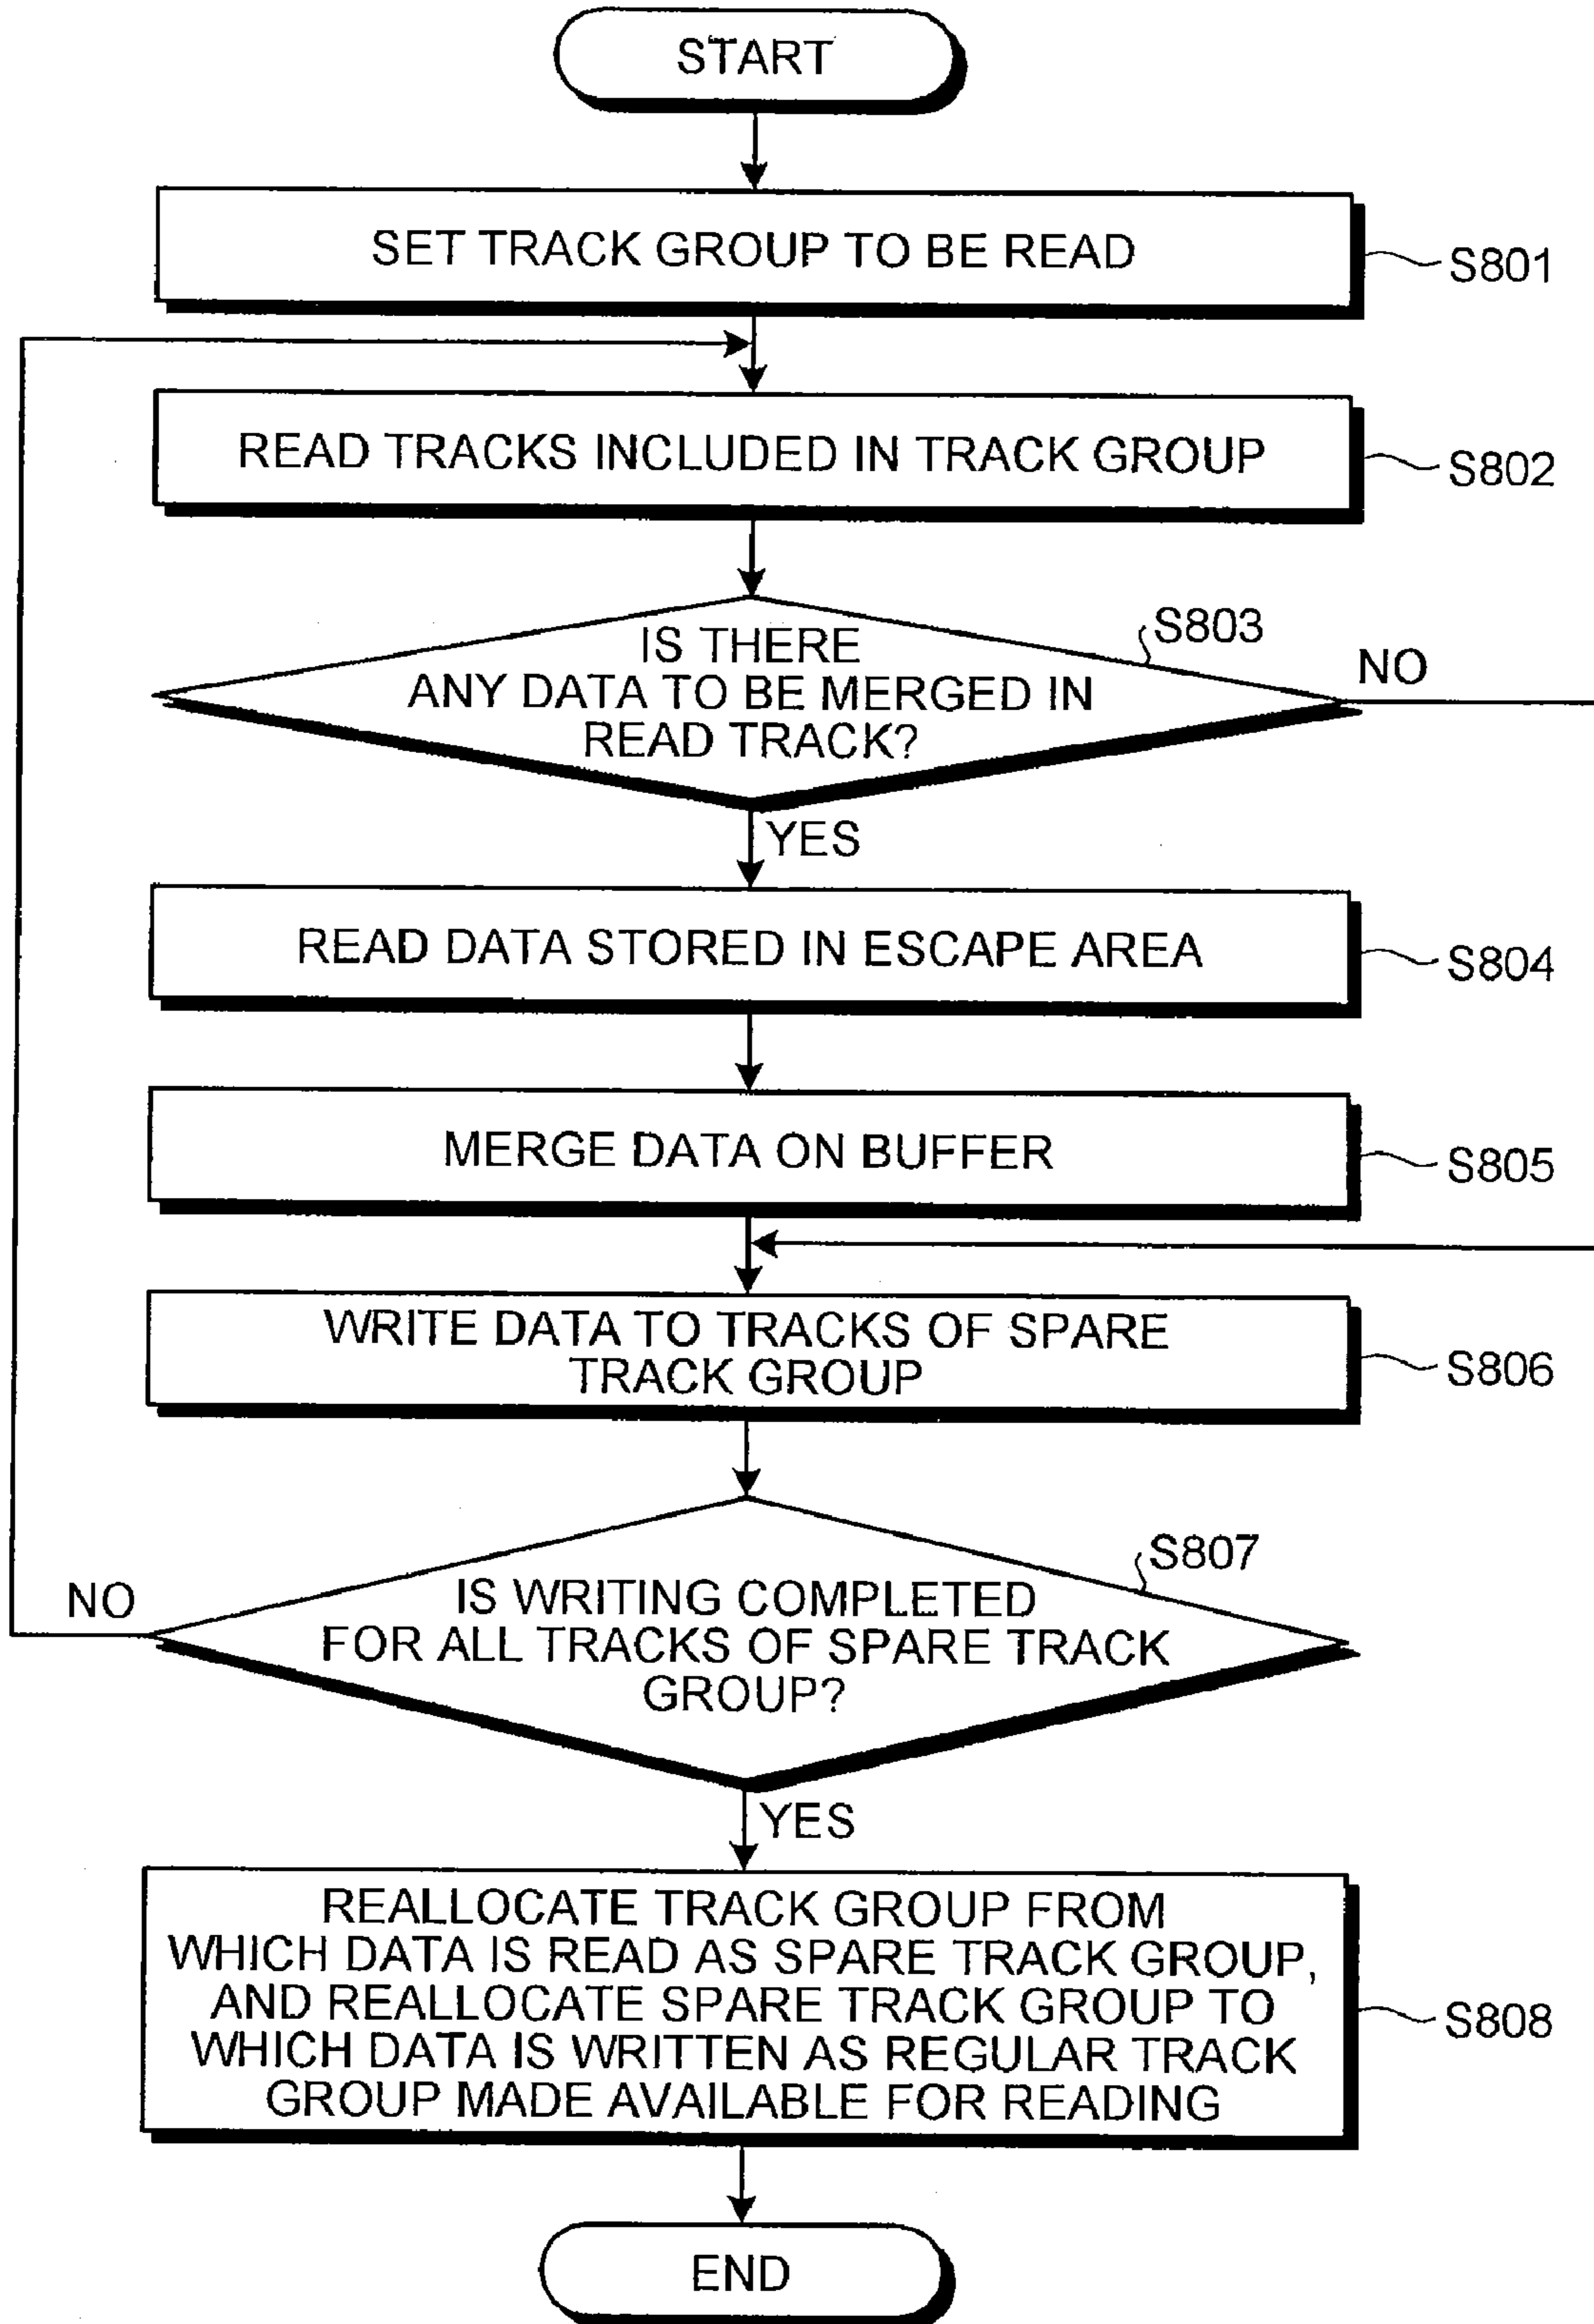 START
SET TRACK GROUP TO BE READ
S801
READ TRACKS INCLUDED IN TRACK GROUP
S802
S803
IS THERE
ANY DATA TO BE MERGED IN
READ TRACK?
NO
YES
READ DATA STORED IN ESCAPE AREA
S804
MERGE DATA ON BUFFER
S805
WRITE DATA TO TRACKS OF SPARE
TRACK GROUP
S806
S807
IS WRITING COMPLETED
FOR ALL TRACKS OF SPARE TRACK
GROUP?
NO
YES
REALLOCATE TRACK GROUP FROM
WHICH DATA IS READ AS SPARE TRACK GROUP,
AND REALLOCATE SPARE TRACK GROUP TO
WHICH DATA IS WRITTEN AS REGULAR TRACK
GROUP MADE AVAILABLE FOR READING
S808
END